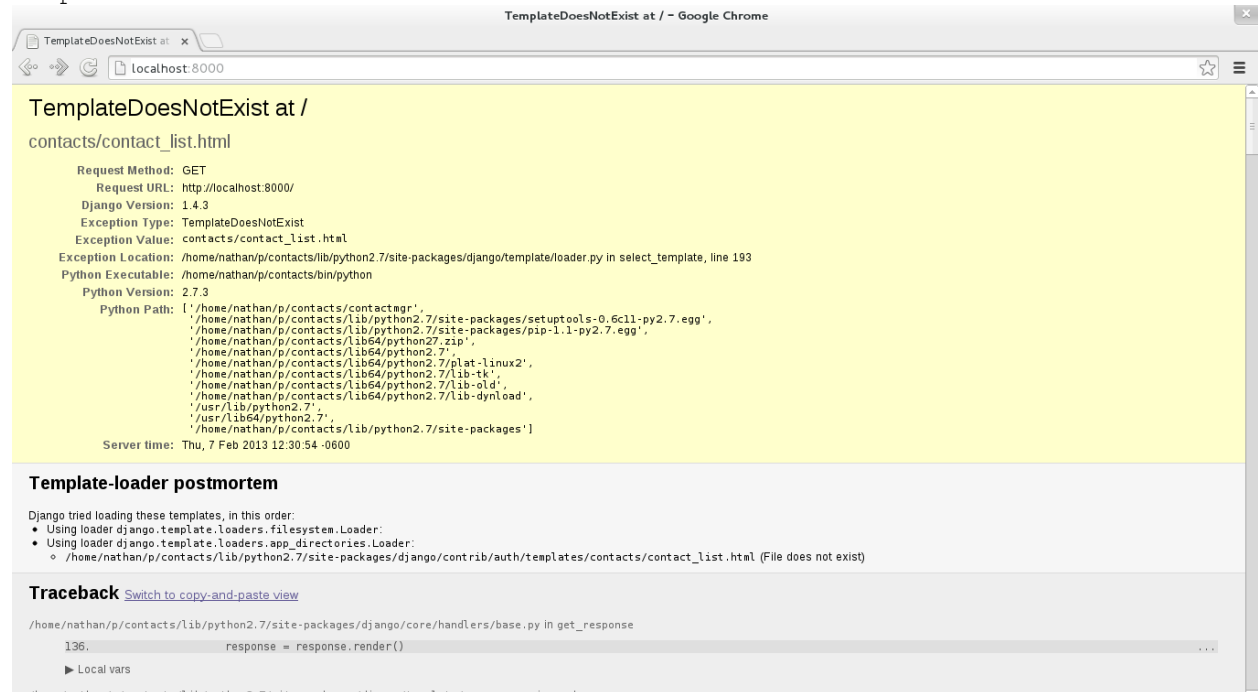 TemplateDoesNotExist at / - Google Chrome
TemplateDoesNotExist at
localhost:8000
TemplateDoesNotExist at /
contacts/contact_list.html
Request Method: GET
Request URL: http://localhost:8000/
Django Version: 1.4.3
Exception Type: TemplateDoesNotExist
Exception Value: contacts/contact_list.html
Exception Location: /home/nathan/p/contacts/lib/python2.7/site-packages/django/template/loader.py in select_template, line 193
Python Executable: /home/nathan/p/contacts/bin/python
Python Version: 2.7.3
Python Path: ['/home/nathan/p/contacts/contactmgr',
'/home/nathan/p/contacts/lib/python2.7/site-packages/setuptools-0.6c11-py2.7.egg',
'/home/nathan/p/contacts/lib/python2.7/site-packages/pip-1.1-py2.7.egg',
'/home/nathan/p/contacts/lib64/python27.zip',
'/home/nathan/p/contacts/lib64/python2.7',
'/home/nathan/p/contacts/lib64/python2.7/plat-linux2',
'/home/nathan/p/contacts/lib64/python2.7/lib-tk',
'/home/nathan/p/contacts/lib64/python2.7/lib-old',
'/home/nathan/p/contacts/lib64/python2.7/lib-dynload',
'/usr/lib/python2.7',
'/usr/lib64/python2.7',
'/home/nathan/p/contacts/lib/python2.7/site-packages']
Server time: Thu, 7 Feb 2013 12:30:54 -0600
Template-loader postmortem
Django tried loading these templates, in this order:
• Using loader django.template.loaders.filesystem.Loader:
• Using loader django.template.loaders.app_directories.Loader:
◦ /home/nathan/p/contacts/lib/python2.7/site-packages/django/contrib/auth/templates/contacts/contact_list.html (File does not exist)
Traceback Switch to copy-and-paste view
/home/nathan/p/contacts/lib/python2.7/site-packages/django/core/handlers/base.py in get_response
136. response = response.render() ...
▶ Local vars